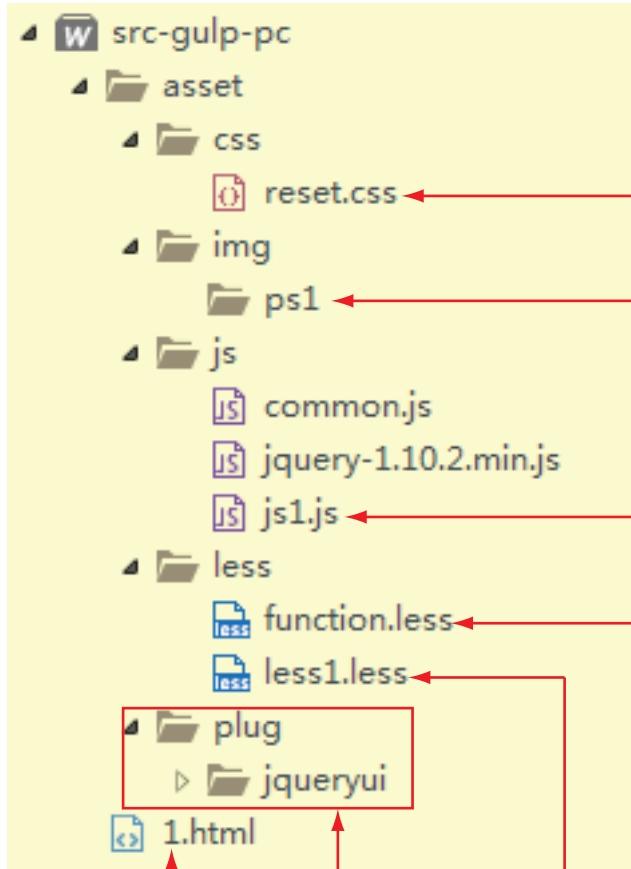 src-gulp-pc
asset
css
reset.css
img
ps1
js
common.js
jquery-1.10.2.min.js
js1.js
less
function.less
less1.less
plug
jqueryui
1.html